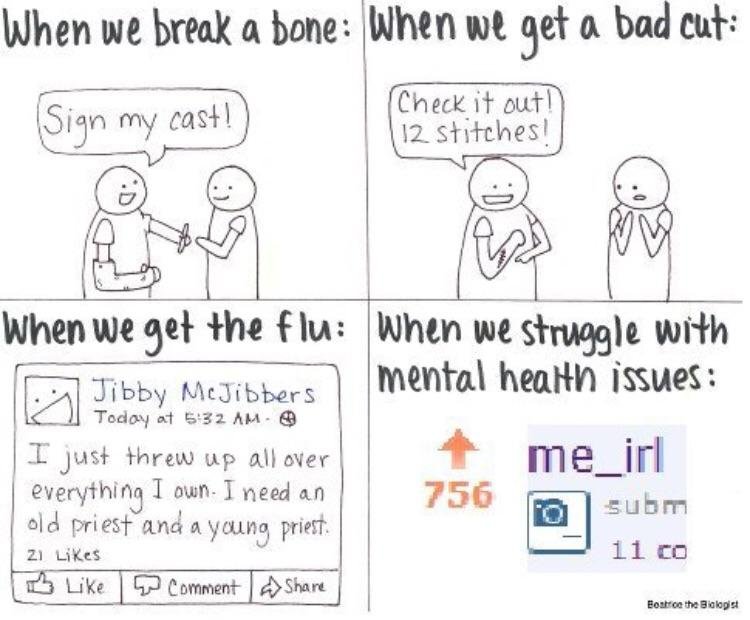 When we break a bone:
Sign my cast!
When we get a bad cut:
Check it out!
12 stitches!
When we get the flu:
Jibby McJibbers
Today at 5:32 AM ·
I just threw up all over
everything I own. I need an
old priest and a young priest.
21 Likes
Like
Comment
Share
When we struggle with
mental health issues:
756
me_irl
subm
11 co
Beatrice the Biologist